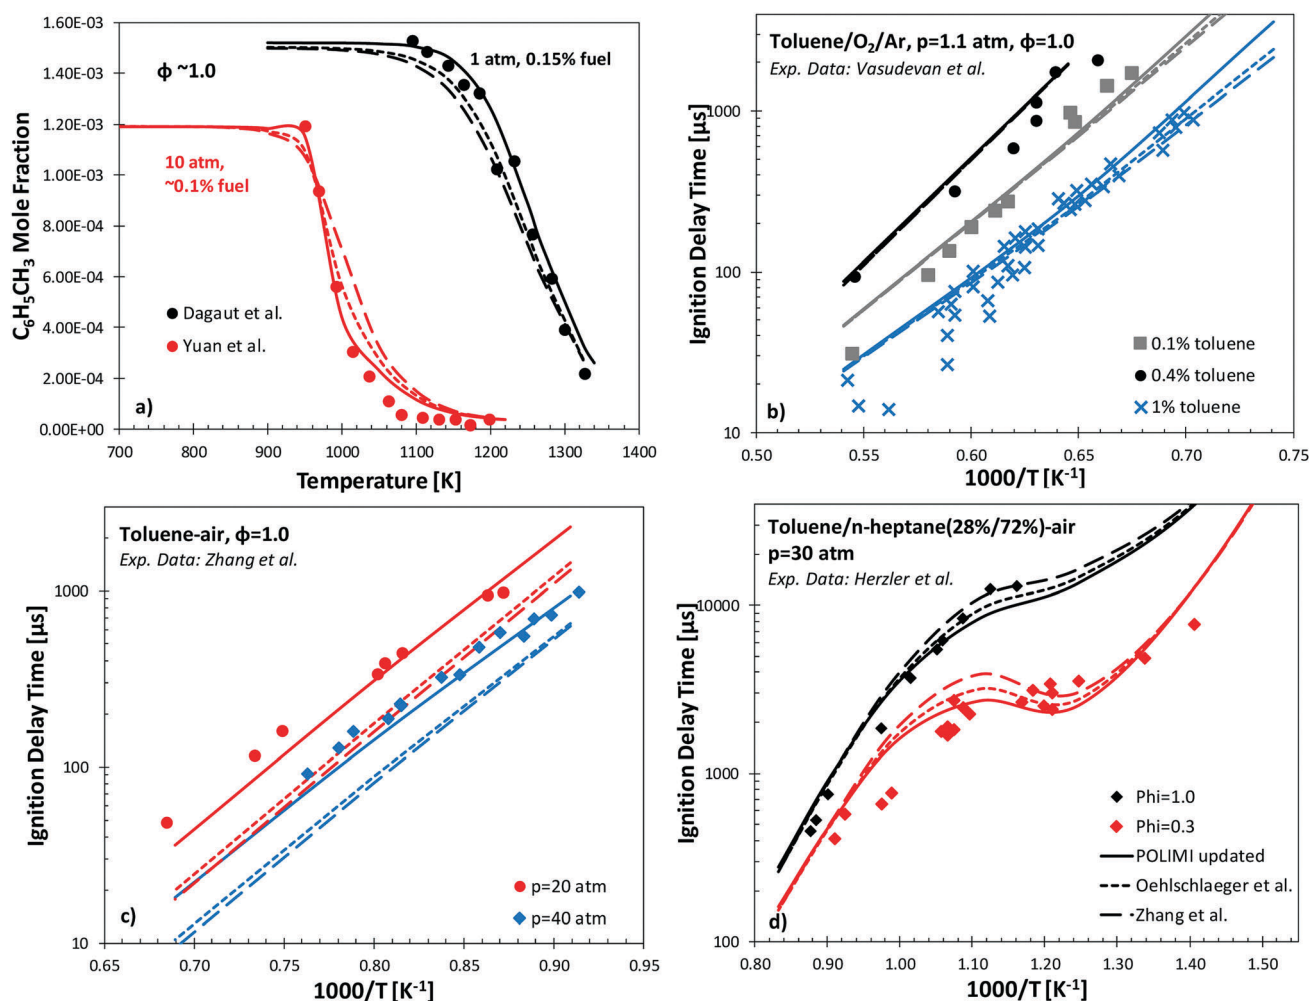 1.60E-03
1.40E-03
1.20E-03
1.00E-03
8.00E-04
6.00E-04
4.00E-04
2.00E-04
0.00E+00
C6H5CH3 Mole Fraction
ϕ ~1.0
1 atm, 0.15% fuel
10 atm,
~0.1% fuel
Dagaut et al.
Yuan et al.
a)
700 800 900 1000 1100 1200 1300 1400
Temperature [K]
Toluene/O2/Ar, p=1.1 atm, ϕ=1.0
Exp. Data: Vasudevan et al.
1000
100
10
Ignition Delay Time [µs]
0.1% toluene
0.4% toluene
1% toluene
b)
0.50 0.55 0.60 0.65 0.70 0.75
1000/T [K-1]
Toluene-air, ϕ=1.0
Exp. Data: Zhang et al.
1000
100
10
Ignition Delay Time [µs]
p=20 atm
p=40 atm
c)
0.65 0.70 0.75 0.80 0.85 0.90 0.95
1000/T [K-1]
Toluene/n-heptane(28%/72%)-air
p=30 atm
Exp. Data: Herzler et al.
10000
1000
100
Ignition Delay Time [µs]
Phi=1.0
Phi=0.3
POLIMI updated
Oehlschlaeger et al.
Zhang et al.
d)
0.80 0.90 1.00 1.10 1.20 1.30 1.40 1.50
1000/T [K-1]